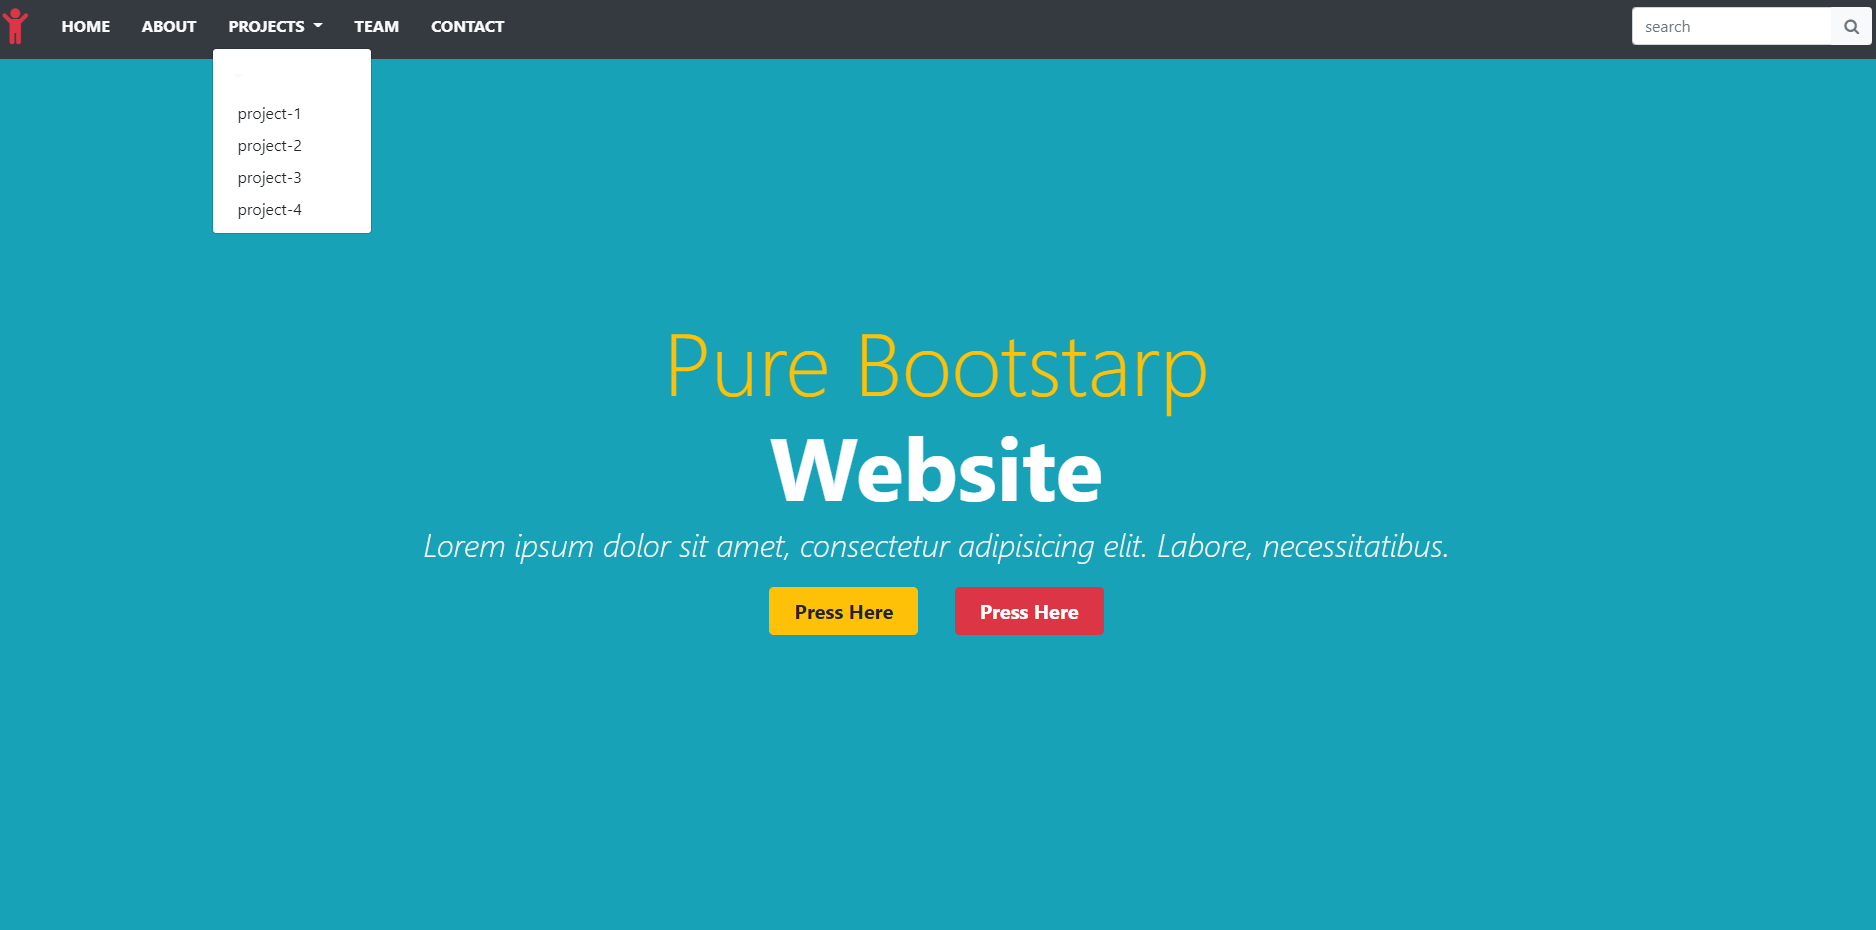 HOME ABOUT PROJECTS TEAM CONTACT search
project-1
project-2
project-3
project-4
Pure Bootstarp
Website
Lorem ipsum dolor sit amet, consectetur adipisicing elit. Labore, necessitatibus.
Press Here Press Here